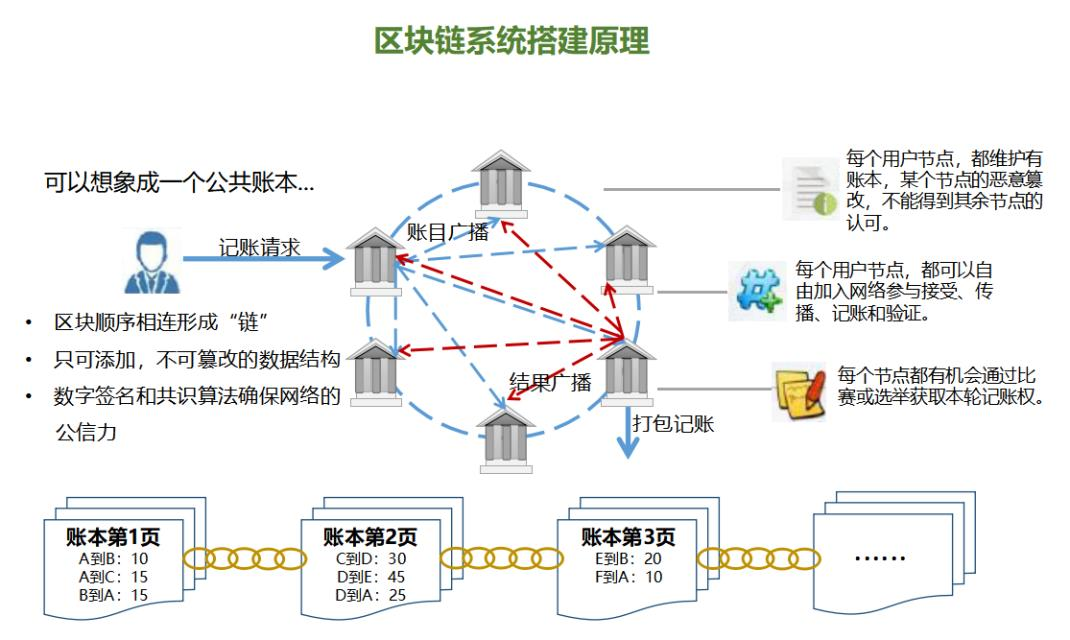 区块链系统搭建原理
可以想象成一个公共账本...
记账请求
账目广播
结果广播
打包记账
• 区块顺序相连形成“链”
• 只可添加，不可篡改的数据结构
• 数字签名和共识算法确保网络的
公信力
每个用户节点，都维护有
账本，某个节点的恶意篡
改，不能得到其余节点的
认可。
每个用户节点，都可以自
由加入网络参与接受、传
播、记账和验证。
每个节点都有机会通过比
赛或选举获取本轮记账权。
账本第1页
A到B：10
A到C：15
B到A：15
账本第2页
C到D：30
D到E：45
D到A：25
账本第3页
E到B：20
F到A：10
······